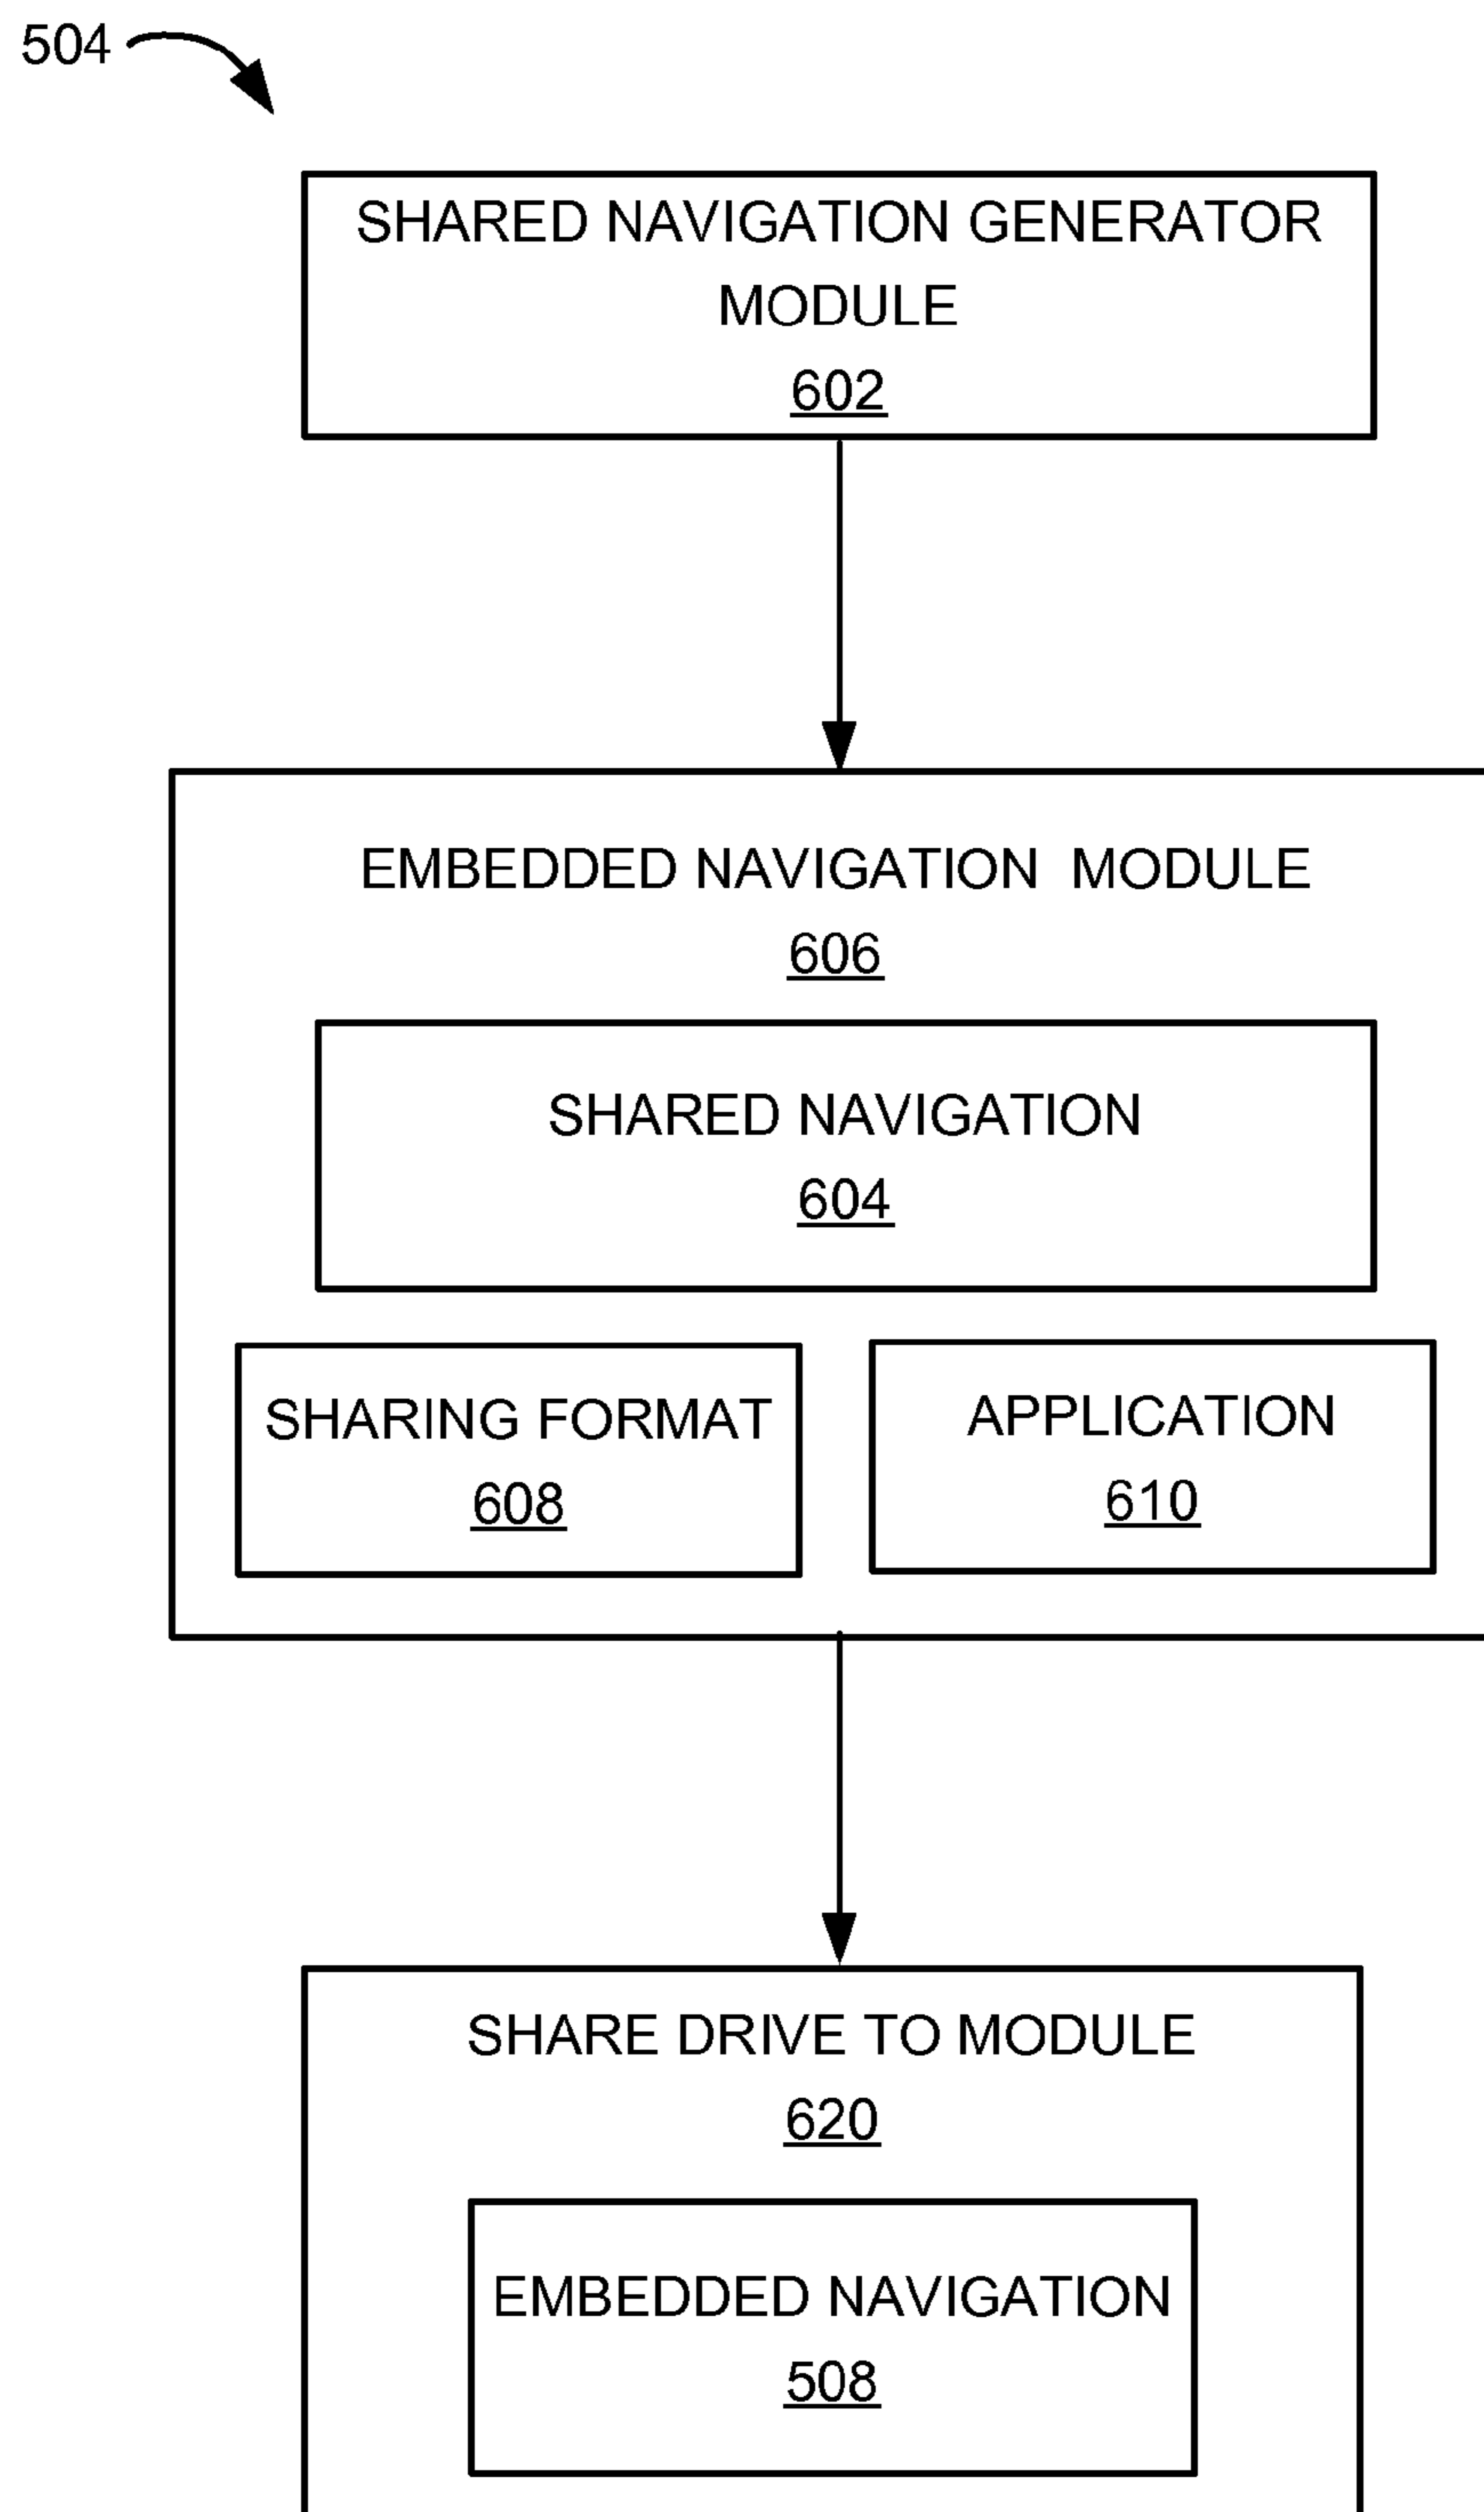 504
SHARED NAVIGATION GENERATOR
MODULE
602
EMBEDDED NAVIGATION MODULE
606
SHARED NAVIGATION
604
SHARING FORMAT
608
APPLICATION
610
SHARE DRIVE TO MODULE
620
EMBEDDED NAVIGATION
508